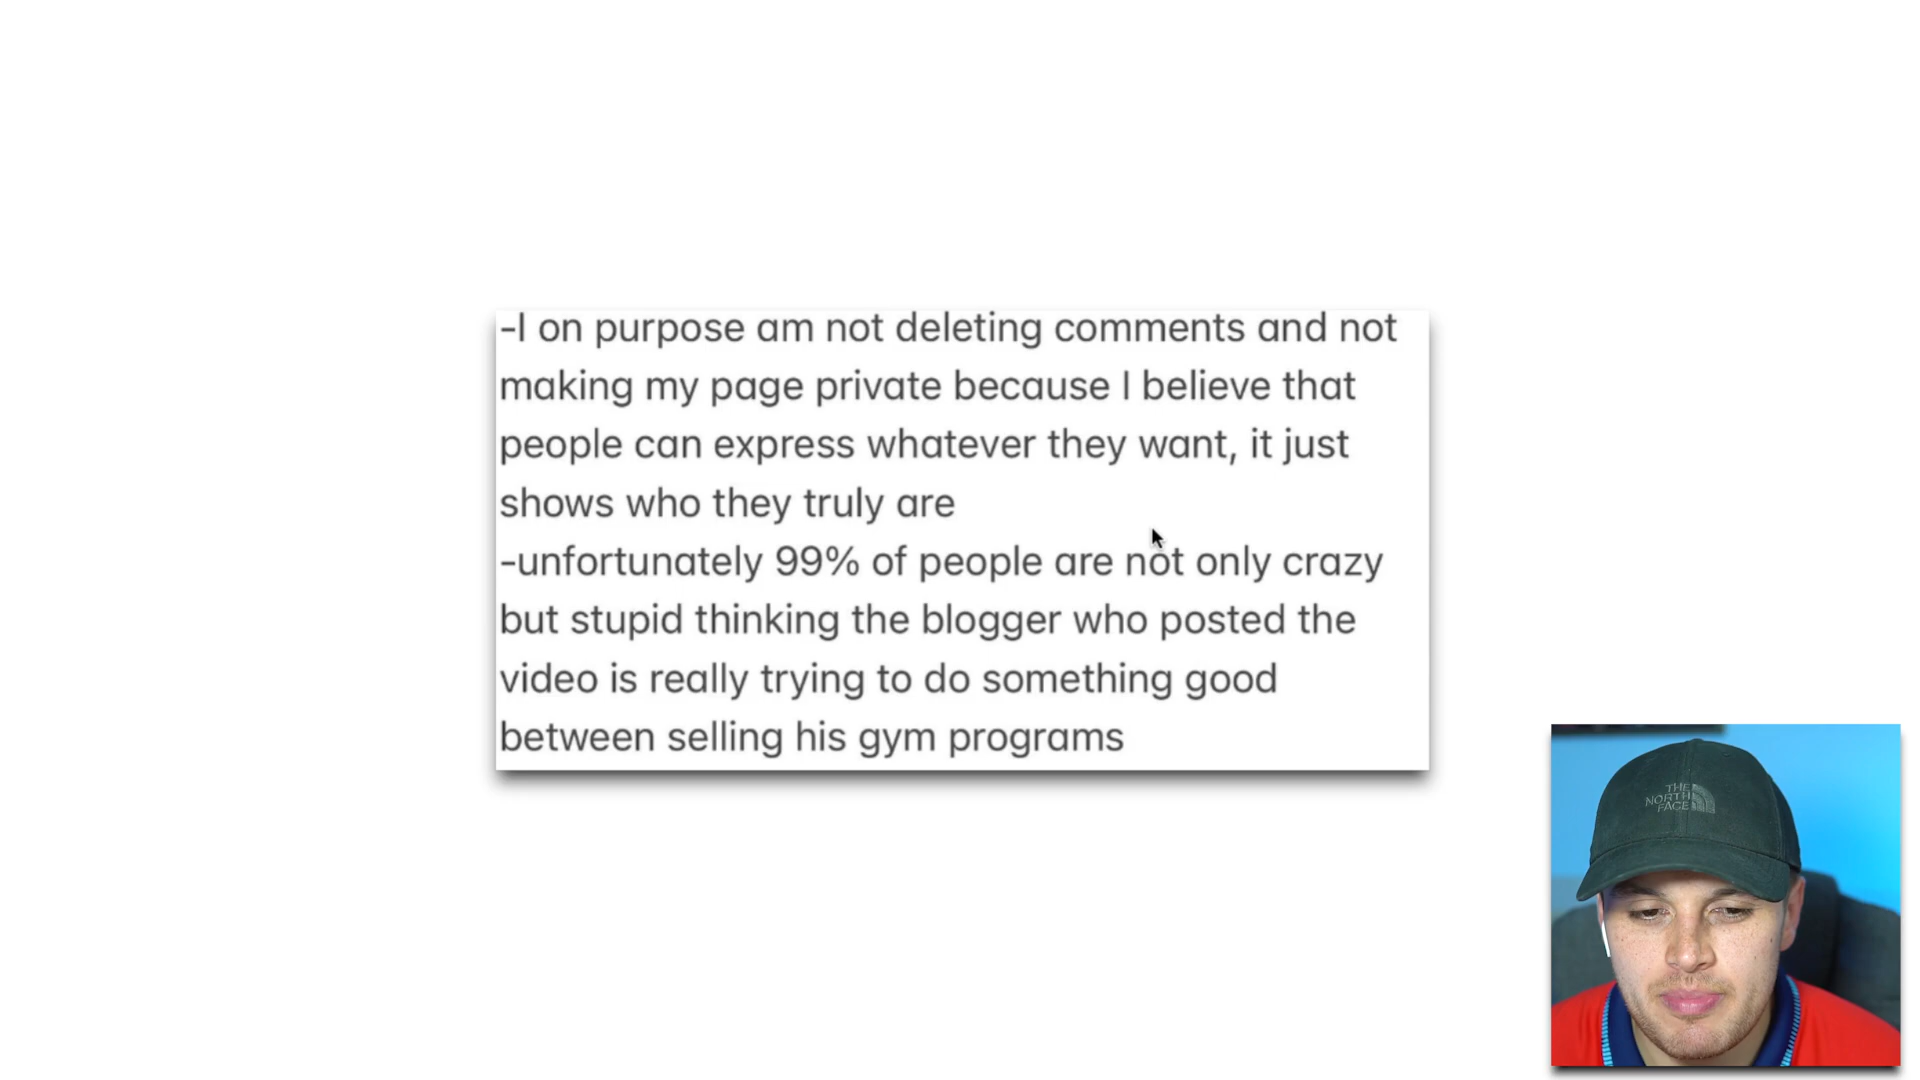 -I on purpose am not deleting comments and not
making my page private because I believe that
people can express whatever they want, it just
shows who they truly are
-unfortunately 99% of people are not only crazy
but stupid thinking the blogger who posted the
video is really trying to do something good
between selling his gym programs
THE
NORTH
FACE